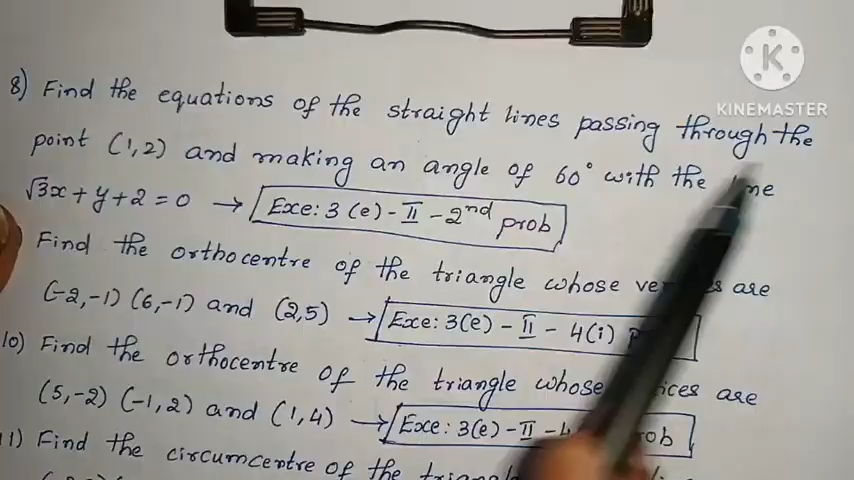 K
KINEMASTER
8) Find the equations of the straight lines passing through the
point (1,2) and making an angle of 60° with the
√3x + y + 2 = 0 → Exe: 3(e) - II - 2nd prob
Find the orthocentre of the triangle whose are
(-2,-1) (6,-1) and (2,5) → Exe: 3(e) - II - 4(i)
10) Find the orthocentre of the triangle whose are
(5,-2) (-1,2) and (1,4) → Exe: 3(e) - II -
11) Find the circumcentre of the